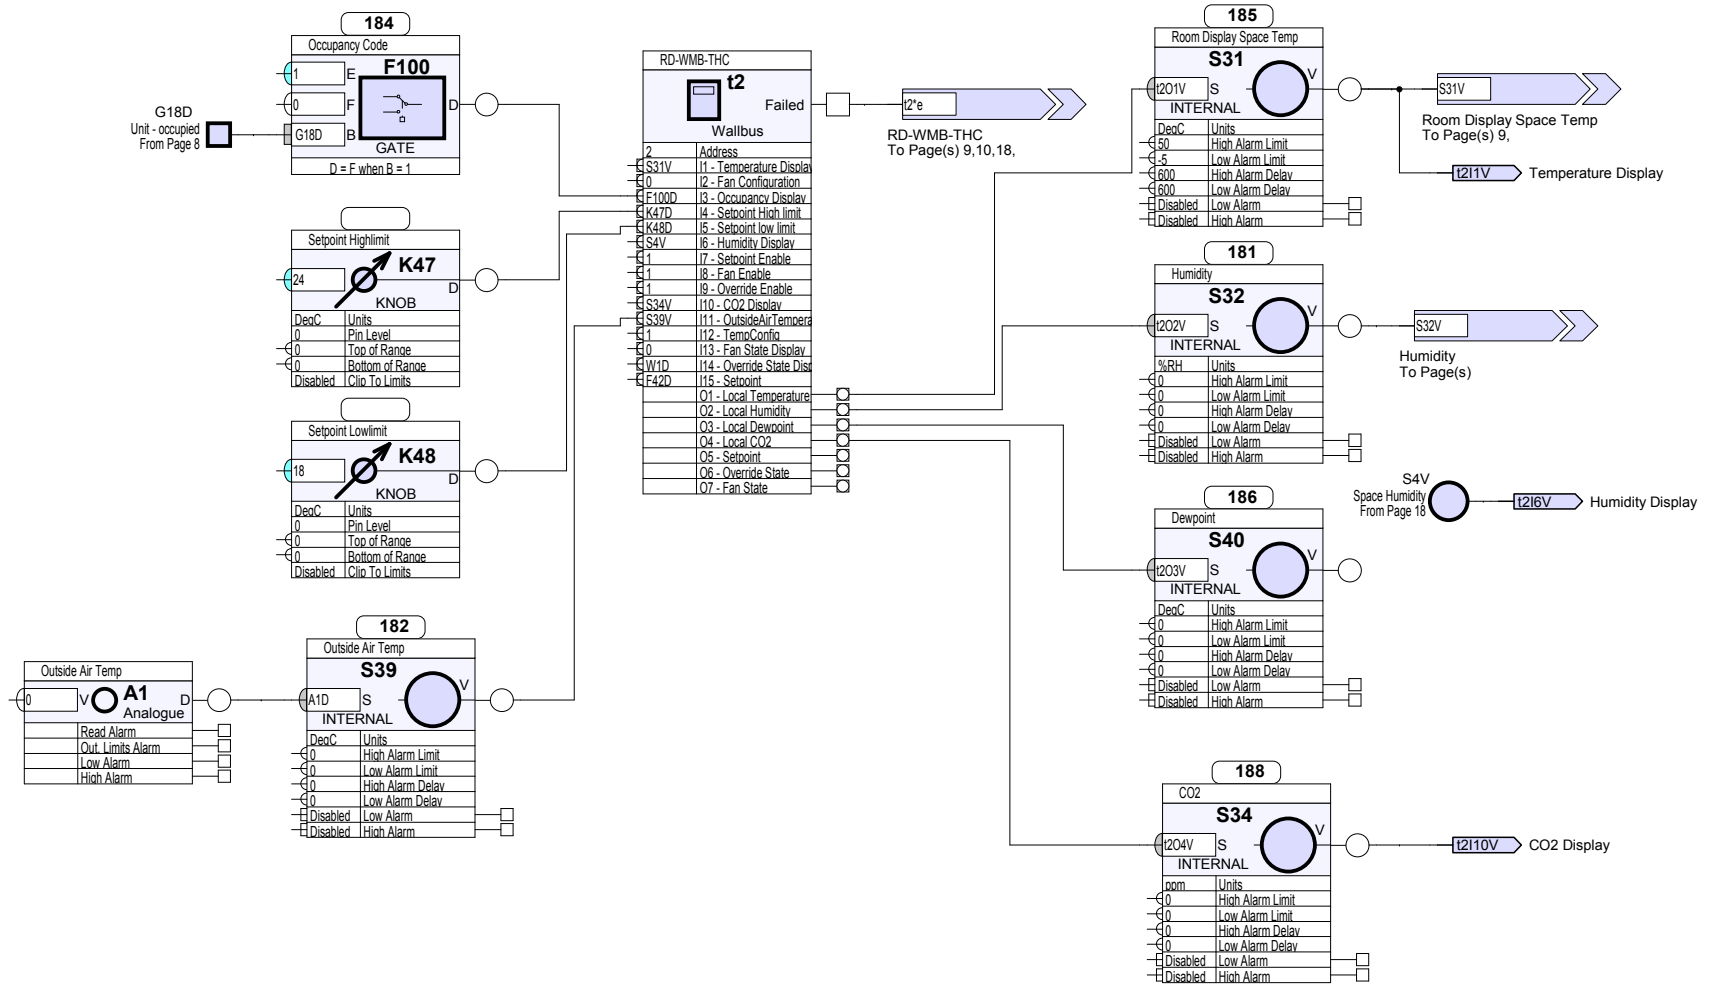 184
Occupancy Code
F100
1 E
0 F
G18D B
D
GATE
D = F when B = 1
G18D
Unit - occupied
From Page 8
Setpoint Highlimit
K47
24
D
KNOB
DegC Units
0 Pin Level
0 Top of Range
0 Bottom of Range
Disabled Clip To Limits
Setpoint Lowlimit
K48
18
D
KNOB
DegC Units
0 Pin Level
0 Top of Range
0 Bottom of Range
Disabled Clip To Limits
Outside Air Temp
0 V A1 D
Analogue
Read Alarm
Out. Limits Alarm
Low Alarm
High Alarm
182
Outside Air Temp
S39
A1D S V
INTERNAL
DegC Units
0 High Alarm Limit
0 Low Alarm Limit
0 High Alarm Delay
0 Low Alarm Delay
Disabled Low Alarm
Disabled High Alarm
RD-WMB-THC
t2
Failed
Wallbus
2 Address
S31V I1 - Temperature Display
0 I2 - Fan Configuration
F100D I3 - Occupancy Display
K47D I4 - Setpoint High limit
K48D I5 - Setpoint low limit
S4V I6 - Humidity Display
1 I7 - Setpoint Enable
1 I8 - Fan Enable
1 I9 - Override Enable
S34V I10 - CO2 Display
S39V I11 - OutsideAirTempera
1 I12 - TempConfig
0 I13 - Fan State Display
W1D I14 - Override State Disp
F42D I15 - Setpoint
O1 - Local Temperature
O2 - Local Humidity
O3 - Local Dewpoint
O4 - Local CO2
O5 - Setpoint
O6 - Override State
O7 - Fan State
t2*e
RD-WMB-THC
To Page(s) 9,10,18,
185
Room Display Space Temp
S31
t2O1V S V
INTERNAL
DegC Units
50 High Alarm Limit
-5 Low Alarm Limit
600 High Alarm Delay
600 Low Alarm Delay
Disabled Low Alarm
Disabled High Alarm
S31V
Room Display Space Temp
To Page(s) 9,
t2I1V Temperature Display
181
Humidity
S32
t2O2V S V
INTERNAL
%RH Units
0 High Alarm Limit
0 Low Alarm Limit
0 High Alarm Delay
0 Low Alarm Delay
Disabled Low Alarm
Disabled High Alarm
S32V
Humidity
To Page(s)
S4V
Space Humidity
From Page 18
t2I6V Humidity Display
186
Dewpoint
S40
t2O3V S V
INTERNAL
DegC Units
0 High Alarm Limit
0 Low Alarm Limit
0 High Alarm Delay
0 Low Alarm Delay
Disabled Low Alarm
Disabled High Alarm
188
CO2
S34
t2O4V S V
INTERNAL
ppm Units
0 High Alarm Limit
0 Low Alarm Limit
0 High Alarm Delay
0 Low Alarm Delay
Disabled Low Alarm
Disabled High Alarm
t2I10V CO2 Display